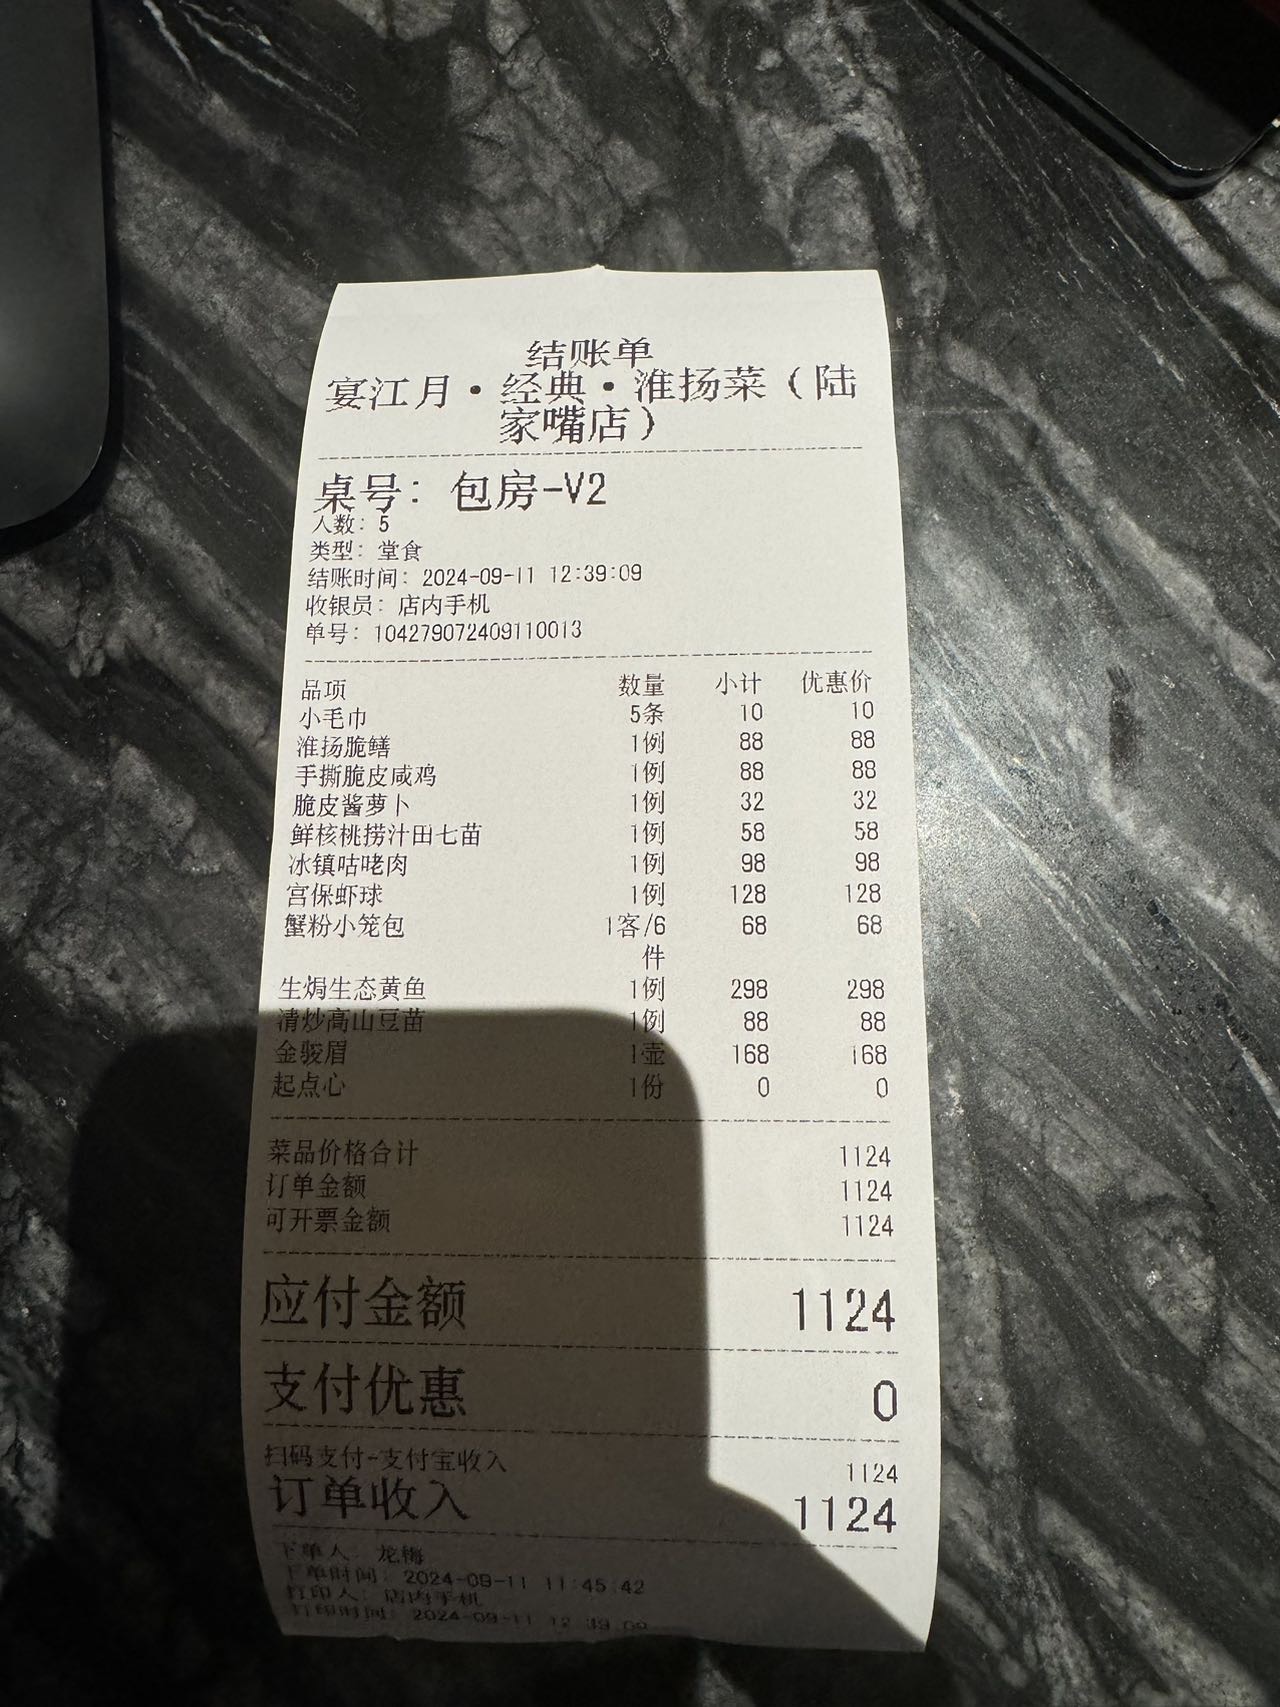 结账单
宴江月·经典·淮扬菜（陆
家嘴店）
桌号：包房-V2
人数：5
类型：堂食
结账时间：2024-09-11 12:39:09
收银员：店内手机
单号：104279072409110013
品项 数量 小计 优惠价
小毛巾 5条 10 10
淮扬脆鳝 1例 88 88
手撕脆皮咸鸡 1例 88 88
脆皮酱萝卜 1例 32 32
鲜核桃捞汁田七苗 1例 58 58
冰镇咕咾肉 1例 98 98
宫保虾球 1例 128 128
蟹粉小笼包 1客/6 68 68
件
生焗生态黄鱼 1例 298 298
清炒高山豆苗 1例 88 88
金骏眉 1壶 168 168
起点心 1份 0 0
菜品价格合计 1124
订单金额 1124
可开票金额 1124
应付金额 1124
支付优惠 0
扫码支付-支付宝收入 1124
订单收入 1124
下单人：龙梅
下单时间：2024-09-11 11:45:42
打印人：店内手机
打印时间：2024-09-11 12:39:09